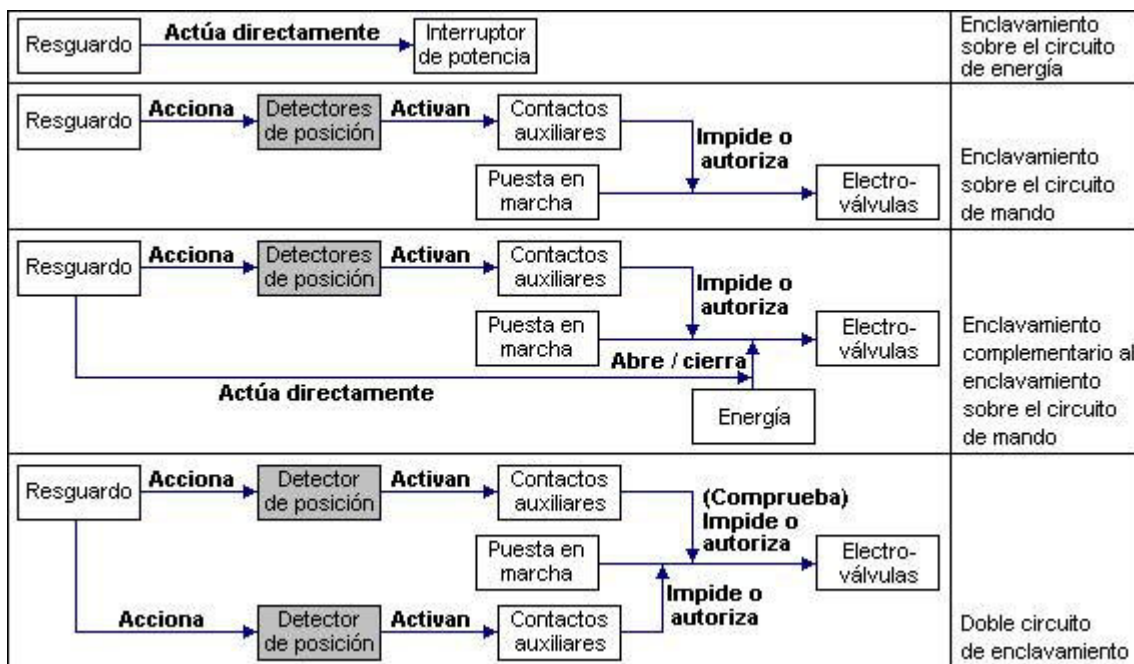 Resguardo
Actúa directamente
Interruptor
de potencia
Enclavamiento
sobre el circuito
de energía
Resguardo
Acciona
Detectores
de posición
Activan
Contactos
auxiliares
Impide o
autoriza
Puesta en
marcha
Electro-
válvulas
Enclavamiento
sobre el circuito
de mando
Resguardo
Acciona
Detectores
de posición
Activan
Contactos
auxiliares
Impide o
autoriza
Puesta en
marcha
Electro-
válvulas
Abre / cierra
Actúa directamente
Energía
Enclavamiento
complementario al
enclavamiento
sobre el circuito
de mando
Resguardo
Acciona
Detector
de posición
Activan
Contactos
auxiliares
(Comprueba)
Impide o
autoriza
Puesta en
marcha
Electro-
válvulas
Impide o
autoriza
Acciona
Detector
de posición
Activan
Contactos
auxiliares
Doble circuito
de enclavamiento